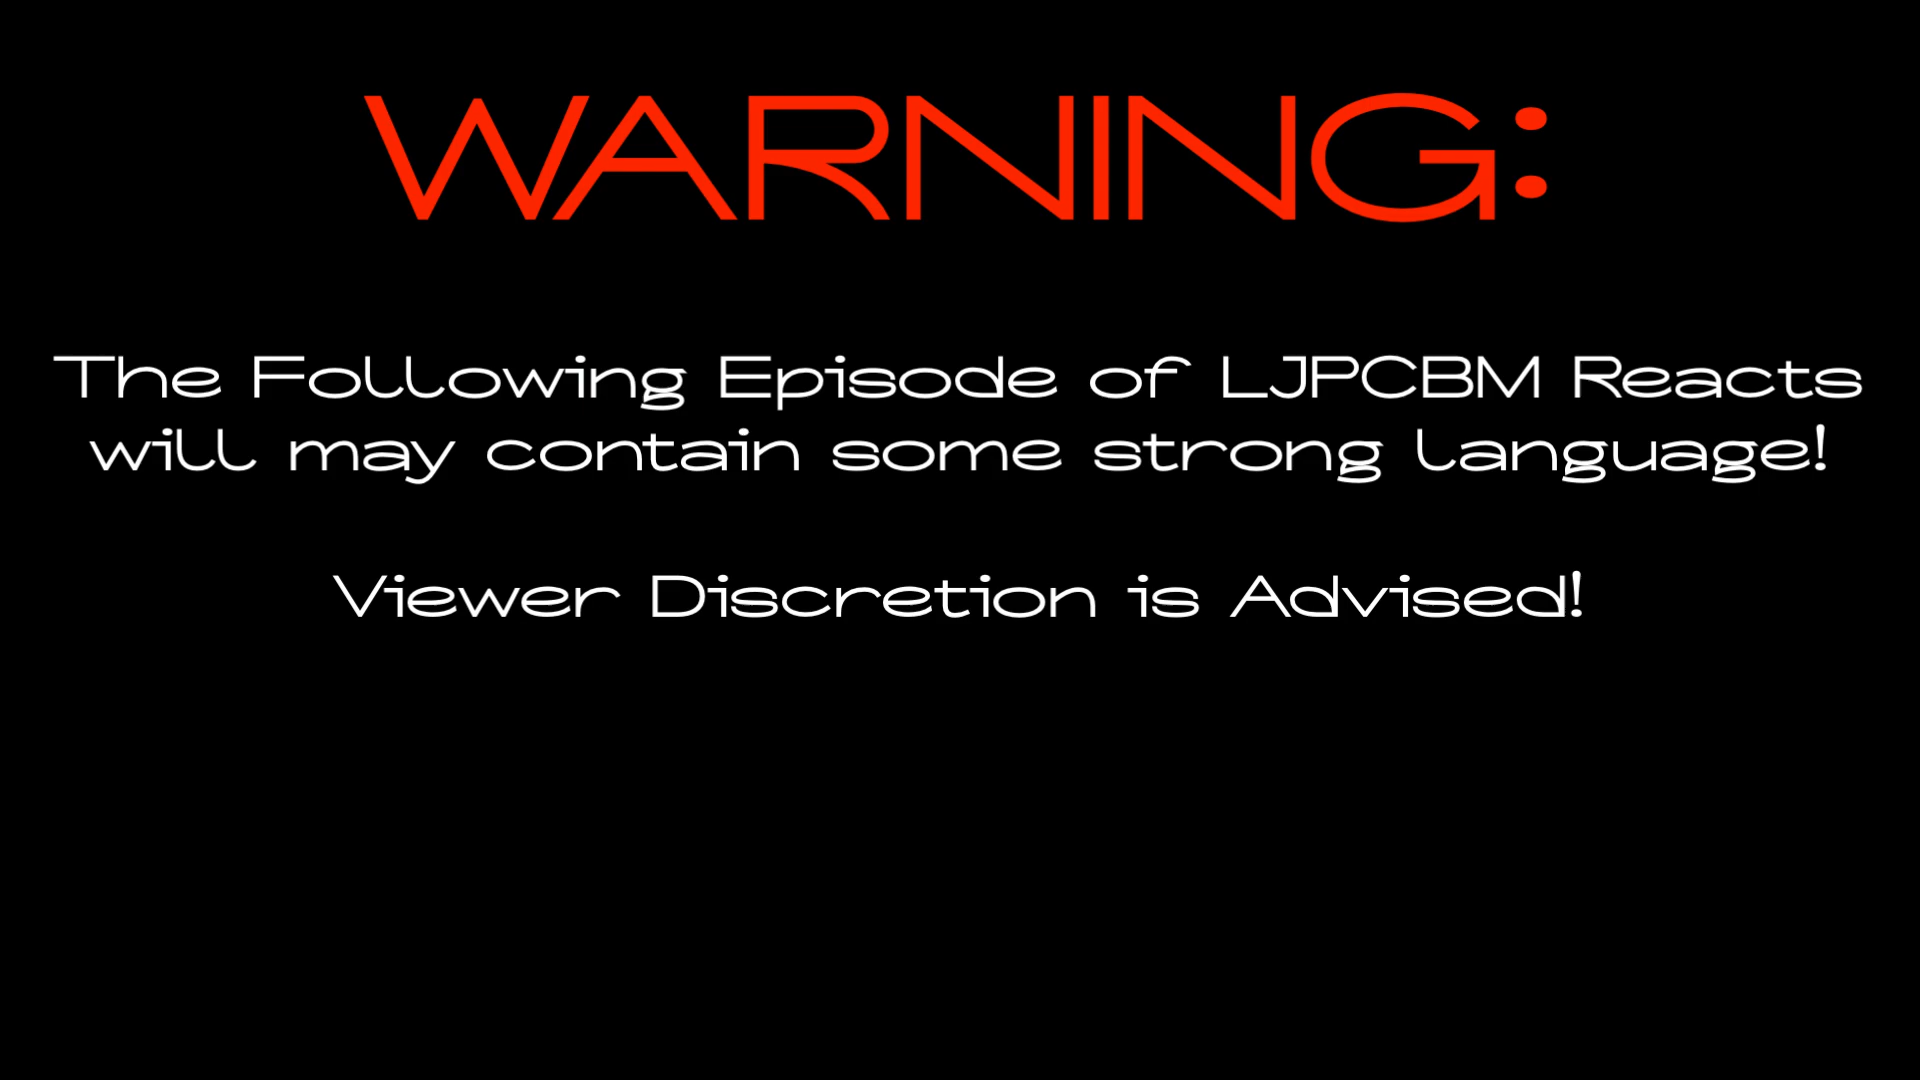 WARNING:
The Following Episode of LJPCBM Reacts
will may contain some strong language!
Viewer Discretion is Advised!